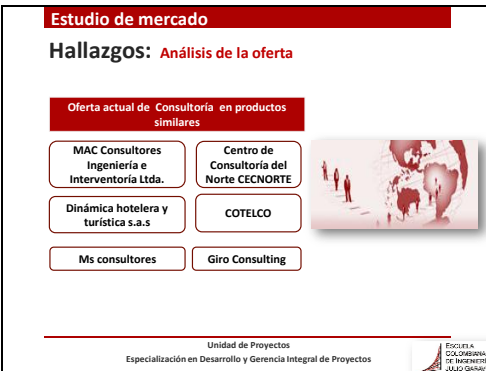 Estudio de mercado
Hallazgos: Análisis de la oferta
Oferta actual de Consultoría en productos
similares
MAC Consultores
Ingeniería e
Interventoría Ltda.
Centro de
Consultoría del
Norte CECNORTE
Dinámica hotelera y
turística s.a.s
COTELCO
Ms consultores
Giro Consulting
Unidad de Proyectos
Especialización en Desarrollo y Gerencia Integral de Proyectos
ESCUELA
COLOMBIANA
DE INGENIERÍ
JULIO GARAV